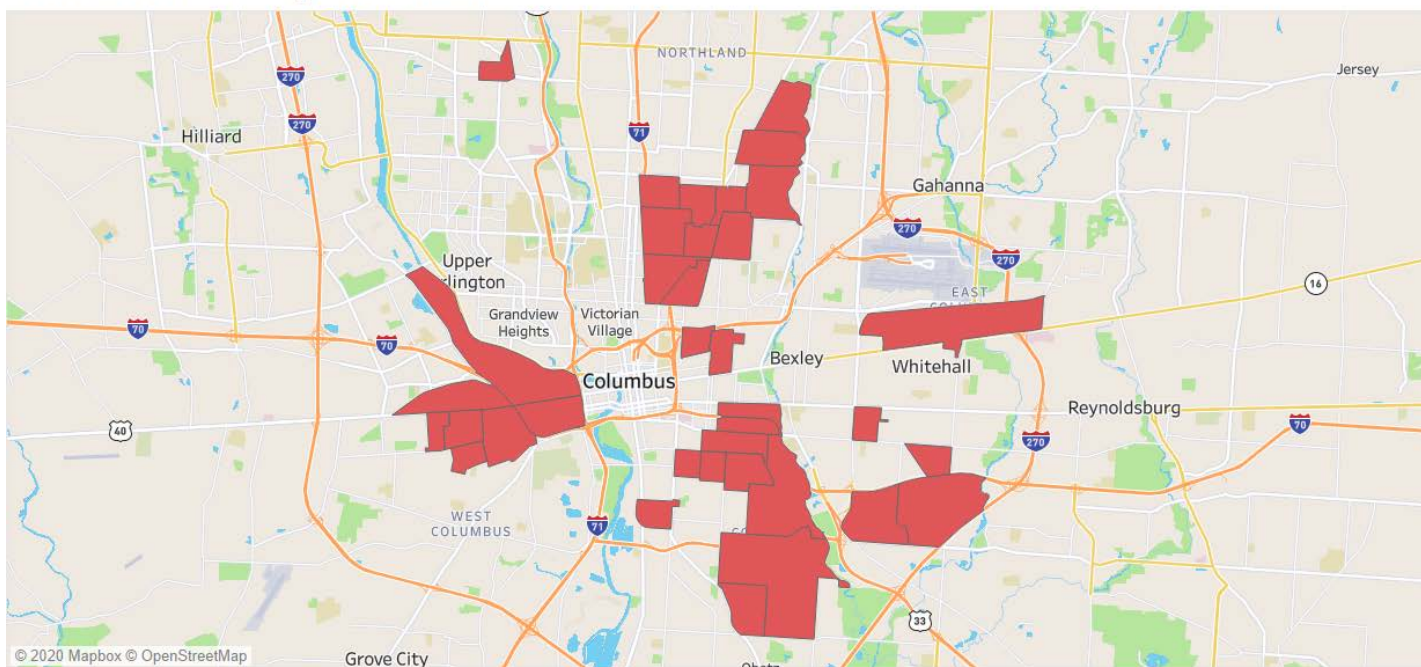 NORTHLAND
Jersey
270
71
270
Hilliard
Gahanna
270
270
Upper
rlington
EAST
16
Grandview
Heights
Victorian
Village
70
70
Bexley
Whitehall
Columbus
Reynoldsburg
40
270
70
WEST
COLUMBUS
71
33
Grove City
© 2020 Mapbox © OpenStreetMap